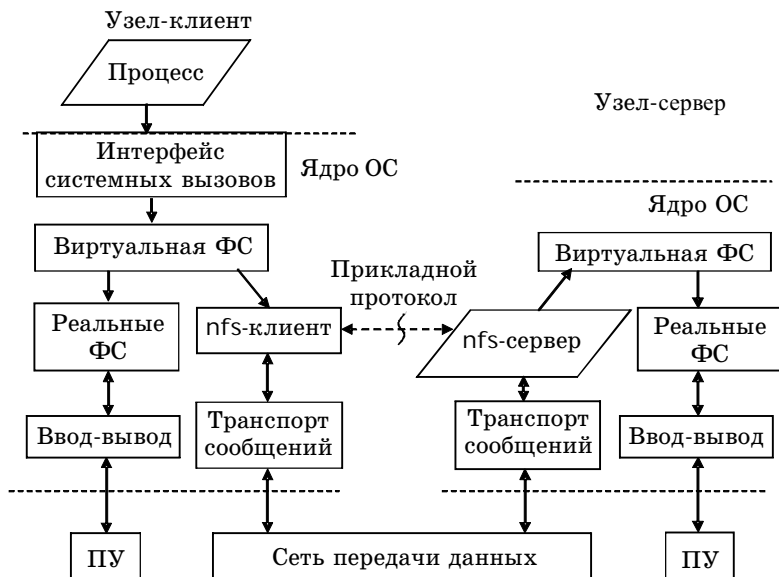 Узел-клиент
Процесс
Узел-сервер
Интерфейс
системных вызовов
Ядро ОС
Ядро ОС
Виртуальная ФС
Виртуальная ФС
Прикладной
протокол
Реальные
ФС
nfs-клиент
nfs-сервер
Реальные
ФС
Ввод-вывод
Транспорт
сообщений
Транспорт
сообщений
Ввод-вывод
ПУ
Сеть передачи данных
ПУ